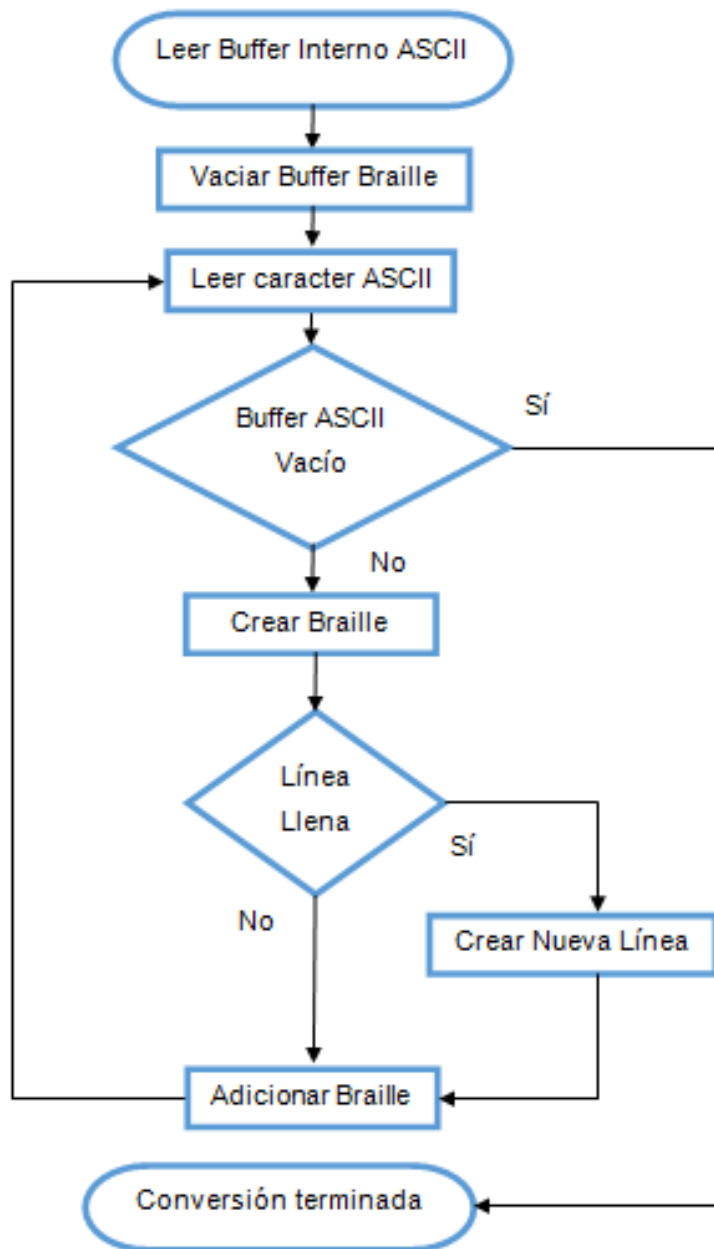 Leer Buffer Interno ASCII
Vaciar Buffer Braille
Leer caracter ASCII
Buffer ASCII
Vacío
Sí
No
Crear Braille
Línea
Llena
Sí
No
Crear Nueva Línea
Adicionar Braille
Conversión terminada